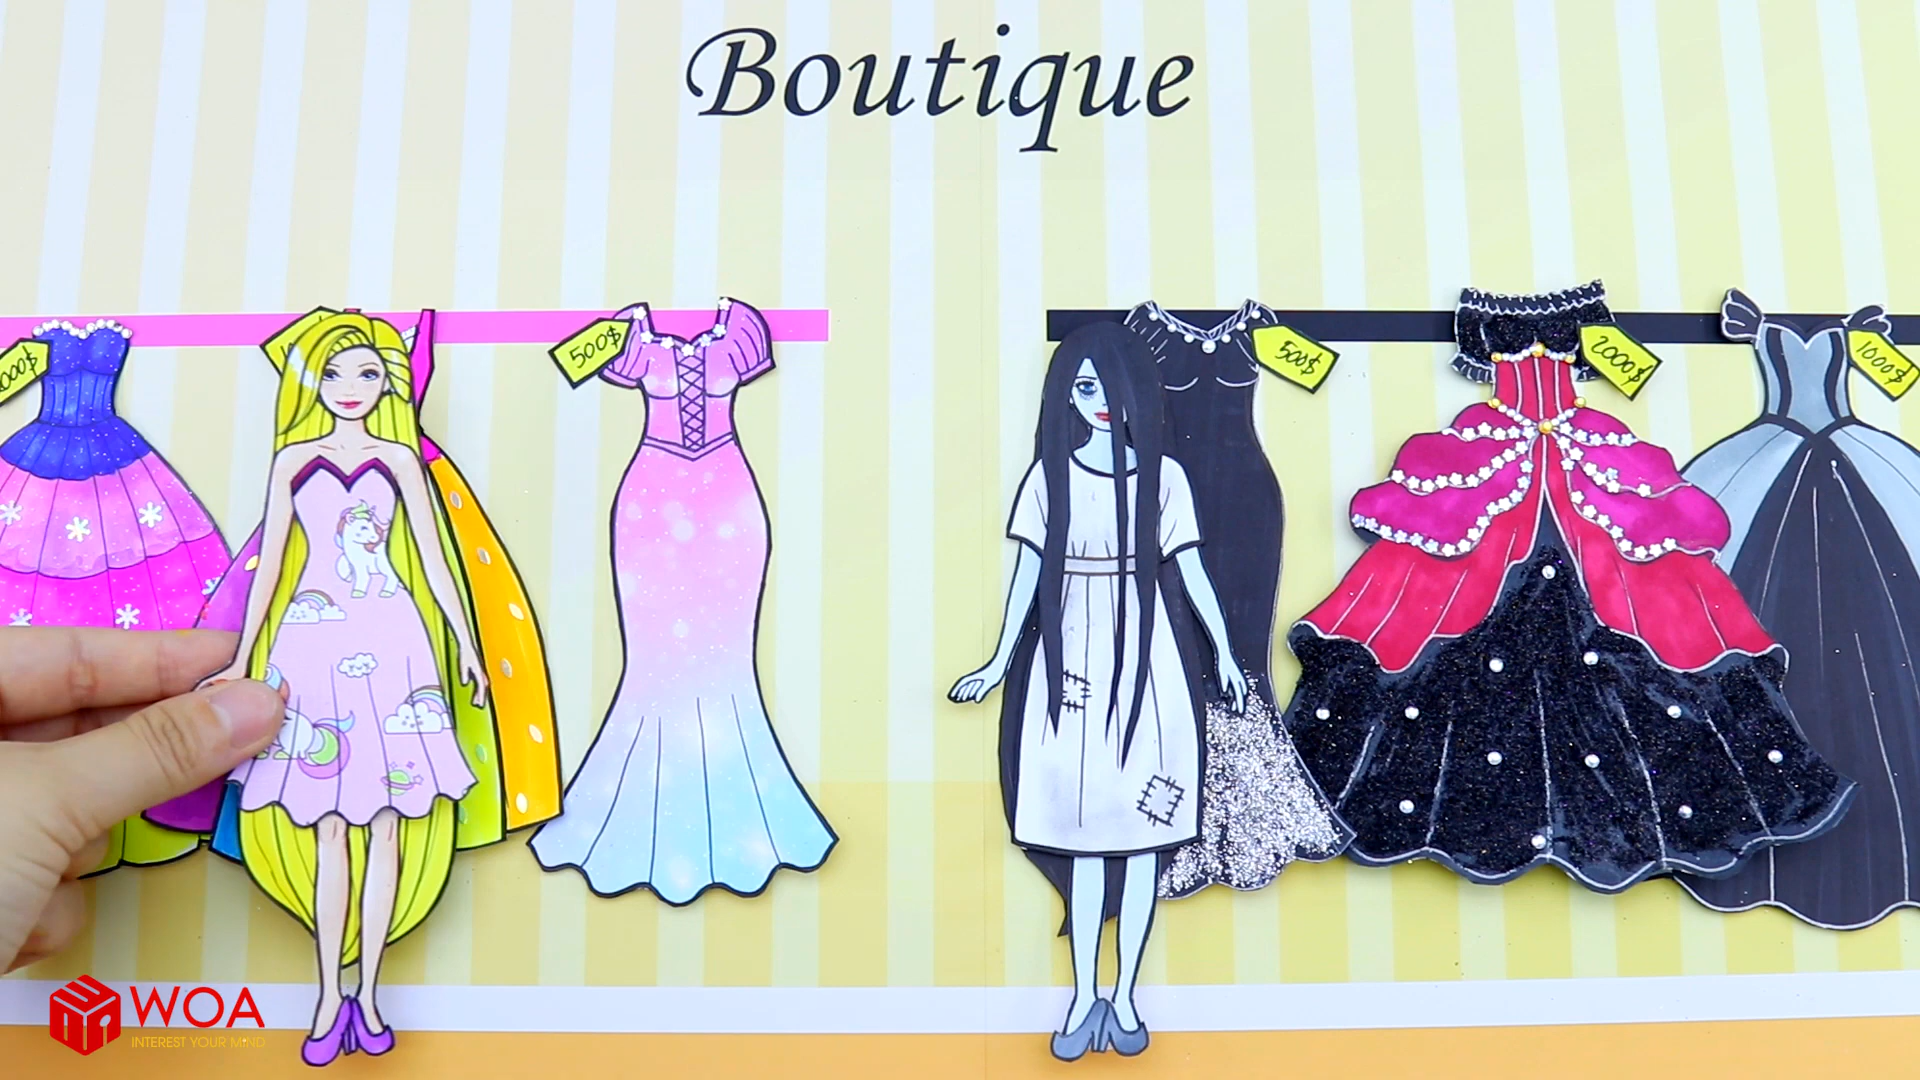 Boutique
500$
500$
2000$
1000$
WOA
INTEREST YOUR MIND